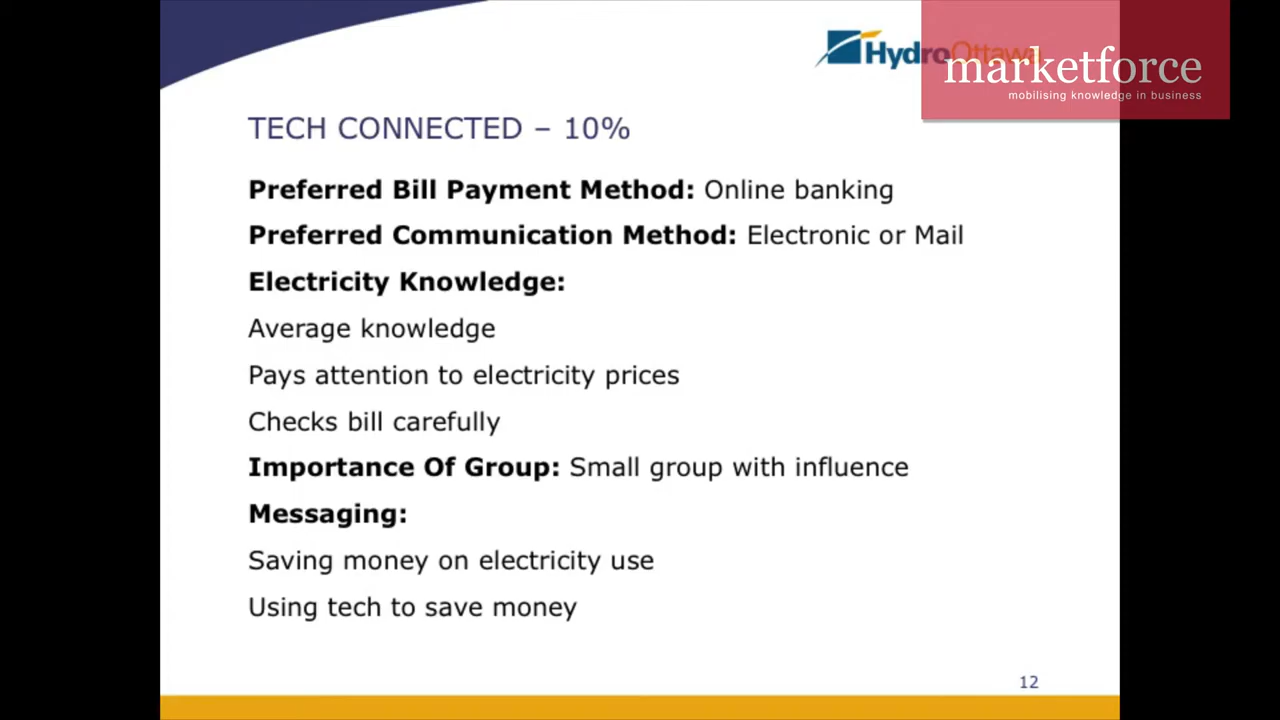 HydroOttawa
marketforce
mobilising knowledge in business
TECH CONNECTED – 10%
Preferred Bill Payment Method: Online banking
Preferred Communication Method: Electronic or Mail
Electricity Knowledge:
Average knowledge
Pays attention to electricity prices
Checks bill carefully
Importance Of Group: Small group with influence
Messaging:
Saving money on electricity use
Using tech to save money
12